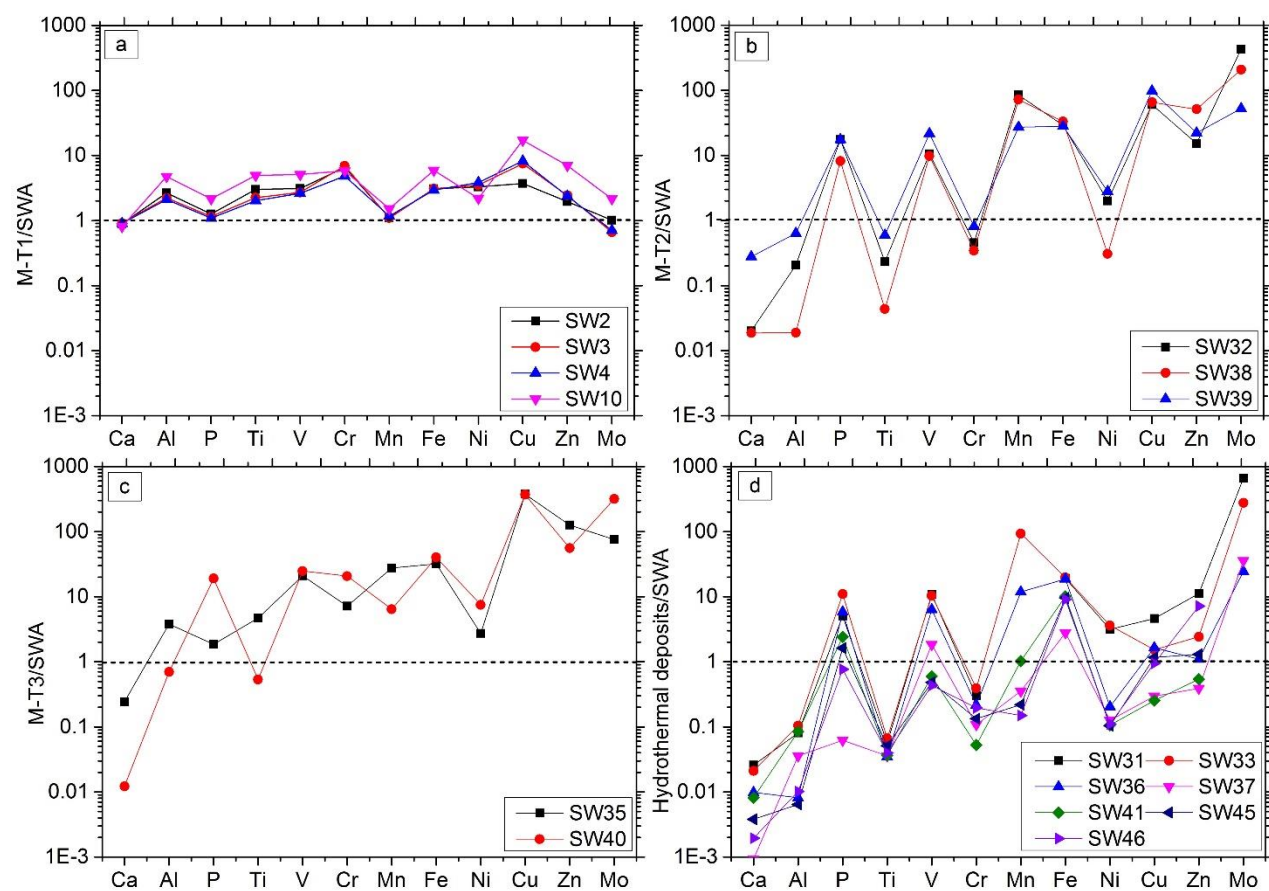 a
M-T1/SWA
1000
100
10
1
0.1
0.01
1E-3
Ca Al P Ti V Cr Mn Fe Ni Cu Zn Mo
SW2
SW3
SW4
SW10
b
M-T2/SWA
1000
100
10
1
0.1
0.01
1E-3
Ca Al P Ti V Cr Mn Fe Ni Cu Zn Mo
SW32
SW38
SW39
c
M-T3/SWA
1000
100
10
1
0.1
0.01
1E-3
Ca Al P Ti V Cr Mn Fe Ni Cu Zn Mo
SW35
SW40
d
Hydrothermal deposits/SWA
1000
100
10
1
0.1
0.01
1E-3
Ca Al P Ti V Cr Mn Fe Ni Cu Zn Mo
SW31 SW33
SW36 SW37
SW41 SW45
SW46